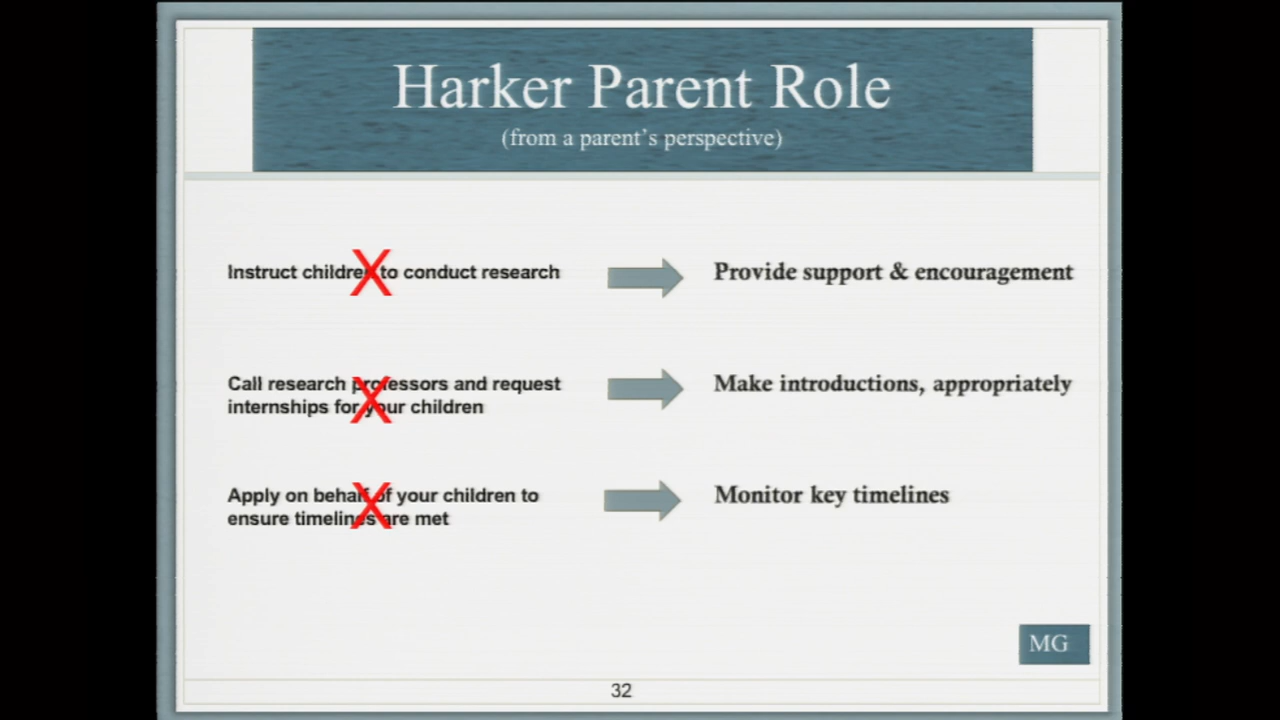 Harker Parent Role
(from a parent's perspective)
Instruct children to conduct research
Provide support & encouragement
Call research professors and request
internships for your children
Make introductions, appropriately
Apply on behalf of your children to
ensure timelines are met
Monitor key timelines
MG
32